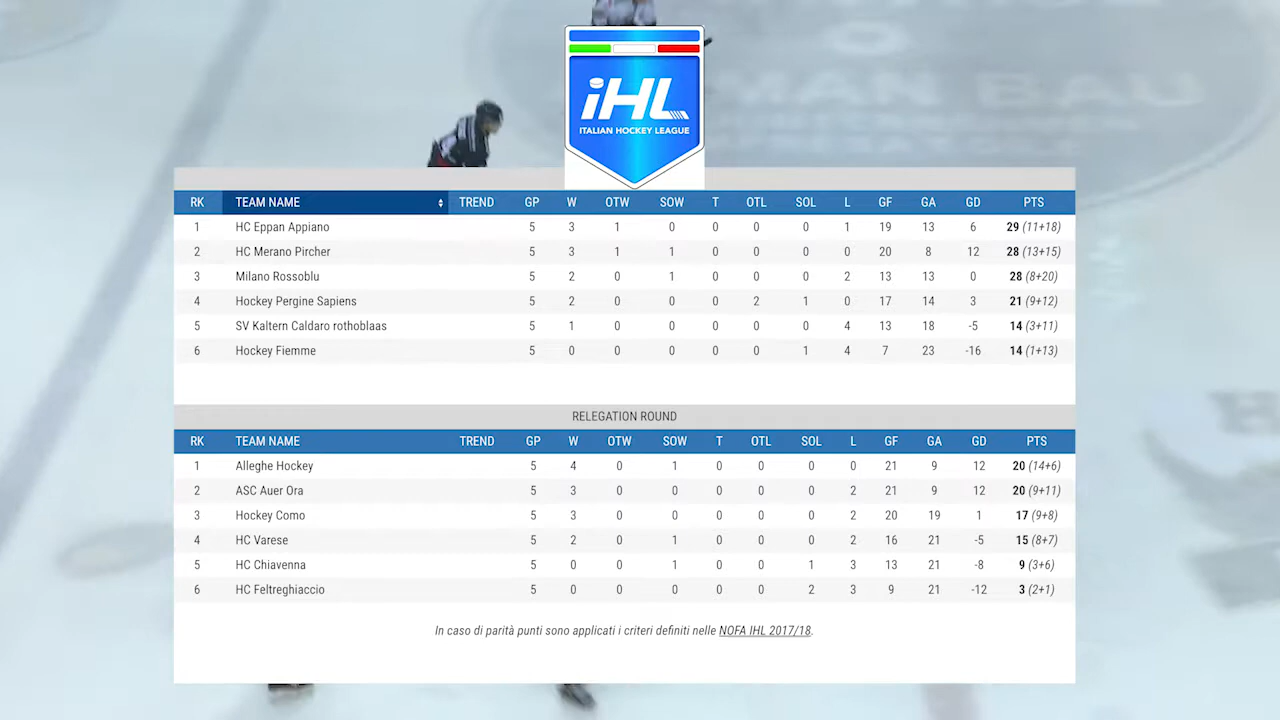 iHL
ITALIAN HOCKEY LEAGUE
RK TEAM NAME TREND GP W OTW SOW T OTL SOL L GF GA GD PTS
1 HC Eppan Appiano 5 3 1 0 0 0 0 1 19 13 6 29 (11+18)
2 HC Merano Pircher 5 3 1 1 0 0 0 0 20 8 12 28 (13+15)
3 Milano Rossoblu 5 2 0 1 0 0 0 2 13 13 0 28 (8+20)
4 Hockey Pergine Sapiens 5 2 0 0 0 2 1 0 17 14 3 21 (9+12)
5 SV Kaltern Caldaro rothoblaas 5 1 0 0 0 0 0 4 13 18 -5 14 (3+11)
6 Hockey Fiemme 5 0 0 0 0 0 1 4 7 23 -16 14 (1+13)
RELEGATION ROUND
RK TEAM NAME TREND GP W OTW SOW T OTL SOL L GF GA GD PTS
1 Alleghe Hockey 5 4 0 1 0 0 0 0 21 9 12 20 (14+6)
2 ASC Auer Ora 5 3 0 0 0 0 0 2 21 9 12 20 (9+11)
3 Hockey Como 5 3 0 0 0 0 0 2 20 19 1 17 (9+8)
4 HC Varese 5 2 0 1 0 0 0 2 16 21 -5 15 (8+7)
5 HC Chiavenna 5 0 0 1 0 0 1 3 13 21 -8 9 (3+6)
6 HC Feltreghiaccio 5 0 0 0 0 0 2 3 9 21 -12 3 (2+1)
In caso di parità punti sono applicati i criteri definiti nelle NOFA IHL 2017/18.